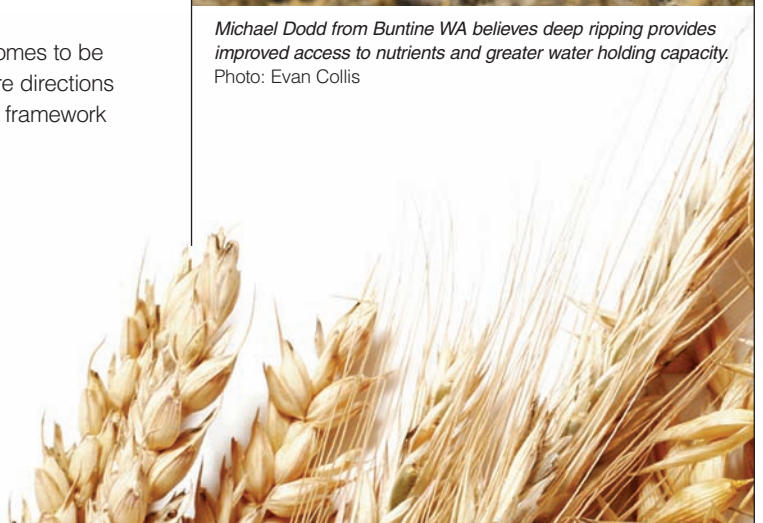 omes to be
re directions
framework
Michael Dodd from Buntine WA believes deep ripping provides
improved access to nutrients and greater water holding capacity.
Photo: Evan Collis